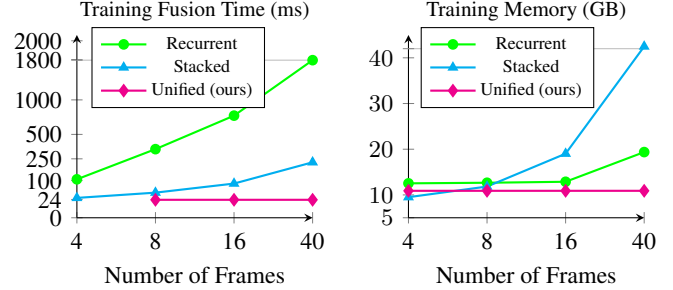 Training Fusion Time (ms)
2000
1800
1000
500
250
100
24
0
Recurrent
Stacked
Unified (ours)
4 8 16 40
Number of Frames
Training Memory (GB)
40
30
20
10
5
Recurrent
Stacked
Unified (ours)
4 8 16 40
Number of Frames